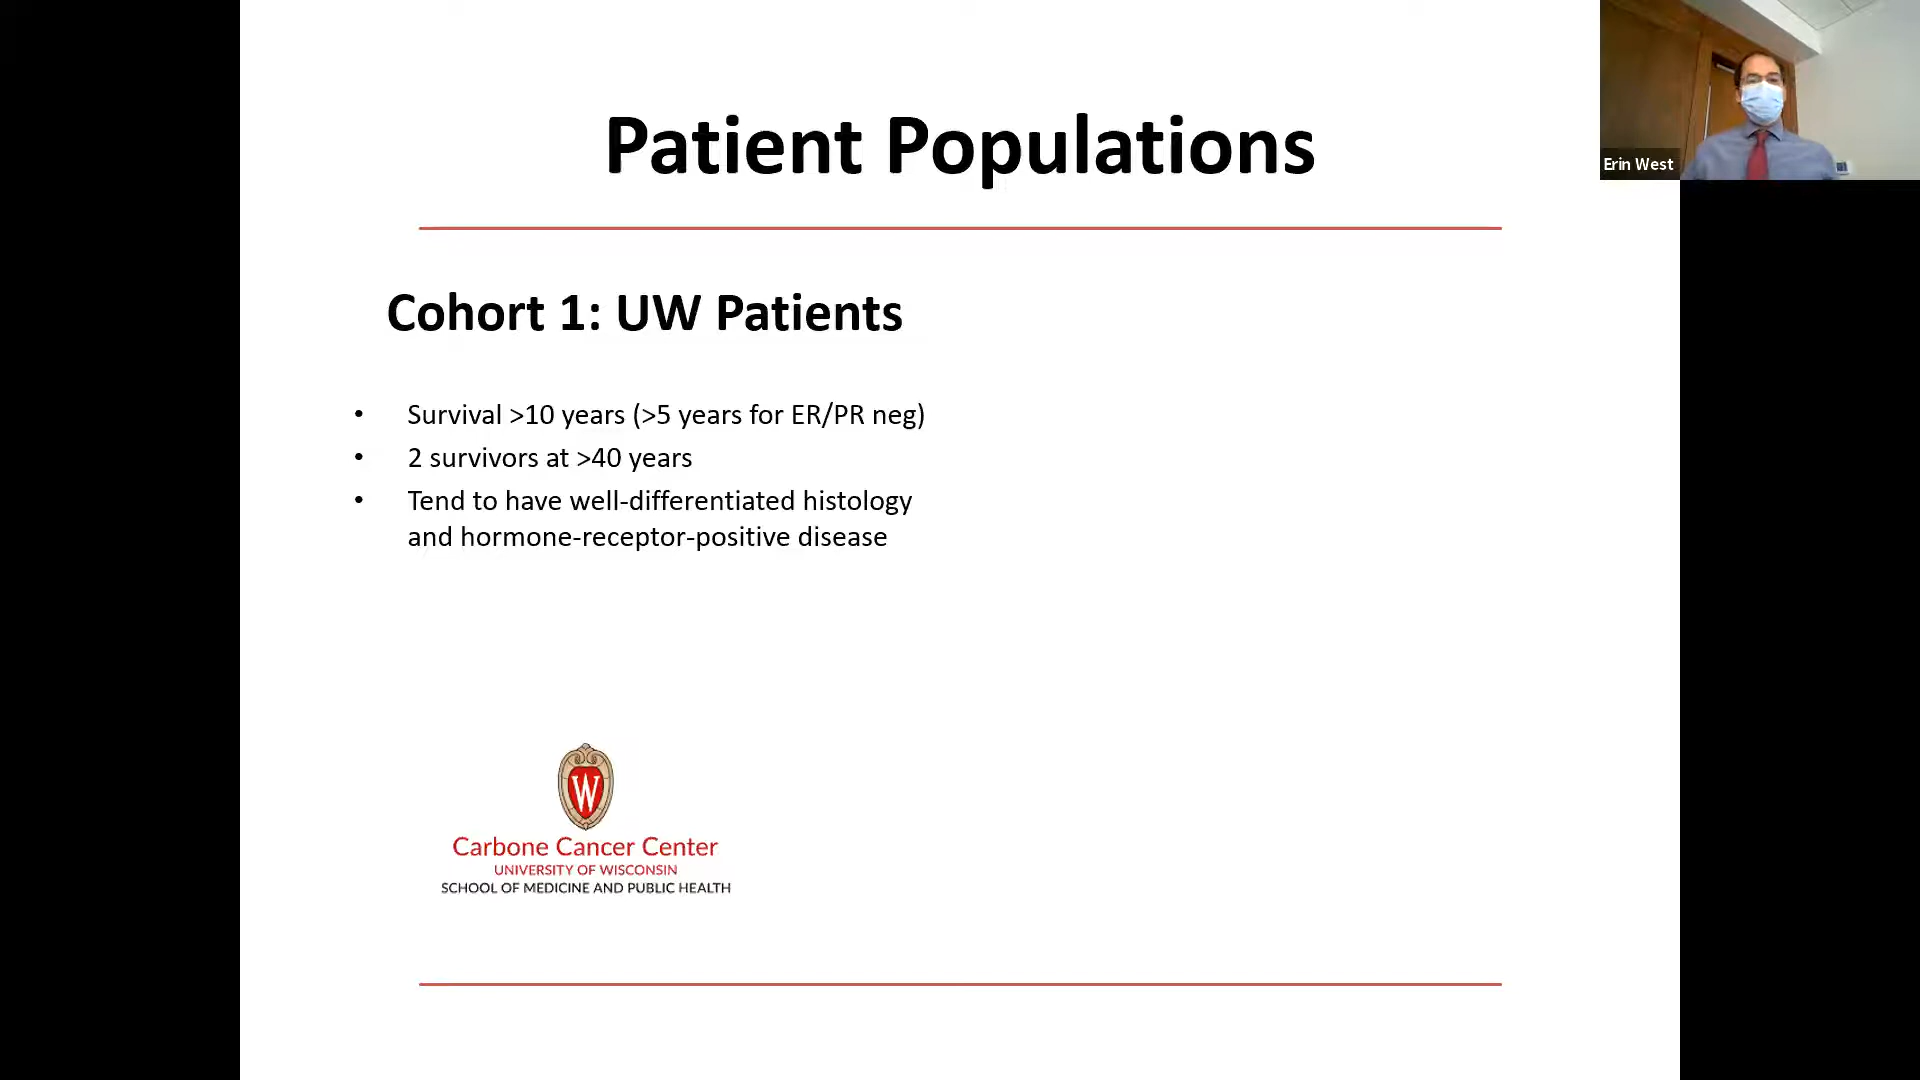 Patient Populations
Erin West
Cohort 1: UW Patients
• Survival >10 years (>5 years for ER/PR neg)
• 2 survivors at >40 years
• Tend to have well-differentiated histology
and hormone-receptor-positive disease
W
Carbone Cancer Center
UNIVERSITY OF WISCONSIN
SCHOOL OF MEDICINE AND PUBLIC HEALTH